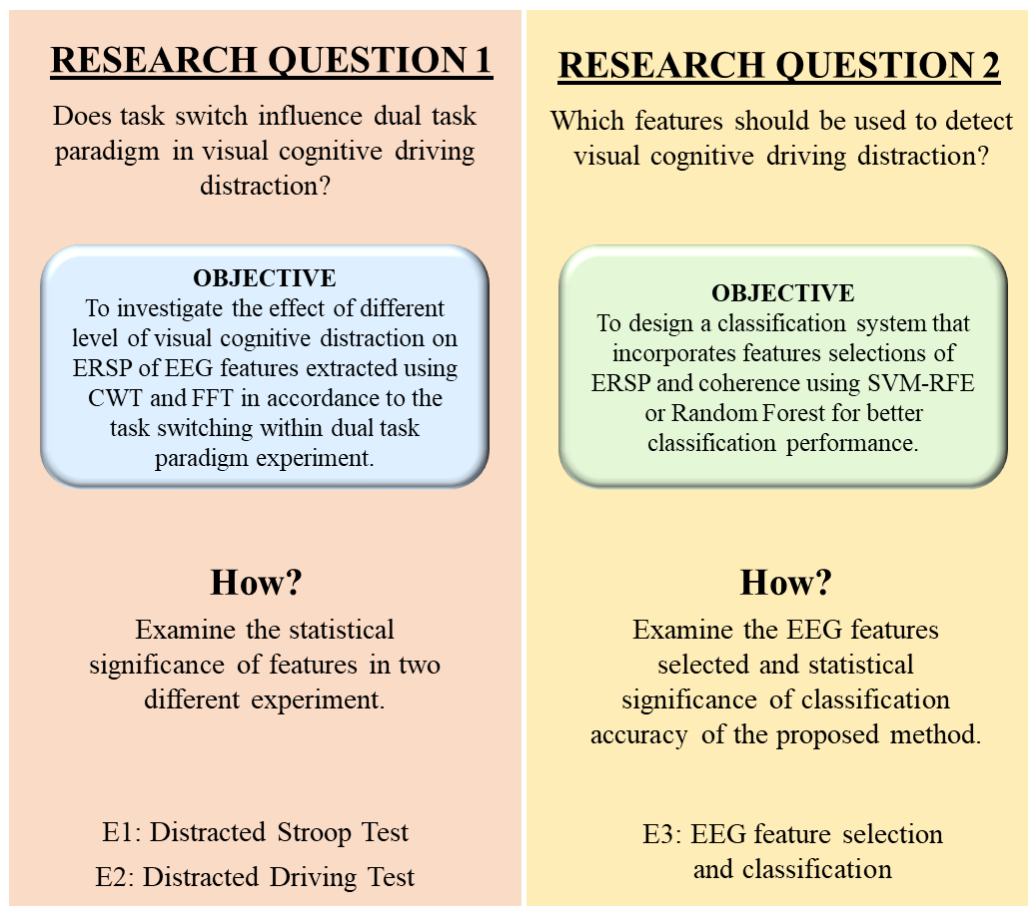 RESEARCH QUESTION 1
Does task switch influence dual task
paradigm in visual cognitive driving
distraction?
OBJECTIVE
To investigate the effect of different
level of visual cognitive distraction on
ERSP of EEG features extracted using
CWT and FFT in accordance to the
task switching within dual task
paradigm experiment.
How?
Examine the statistical
significance of features in two
different experiment.
E1: Distracted Stroop Test
E2: Distracted Driving Test
RESEARCH QUESTION 2
Which features should be used to detect
visual cognitive driving distraction?
OBJECTIVE
To design a classification system that
incorporates features selections of
ERSP and coherence using SVM-RFE
or Random Forest for better
classification performance.
How?
Examine the EEG features
selected and statistical
significance of classification
accuracy of the proposed method.
E3: EEG feature selection
and classification